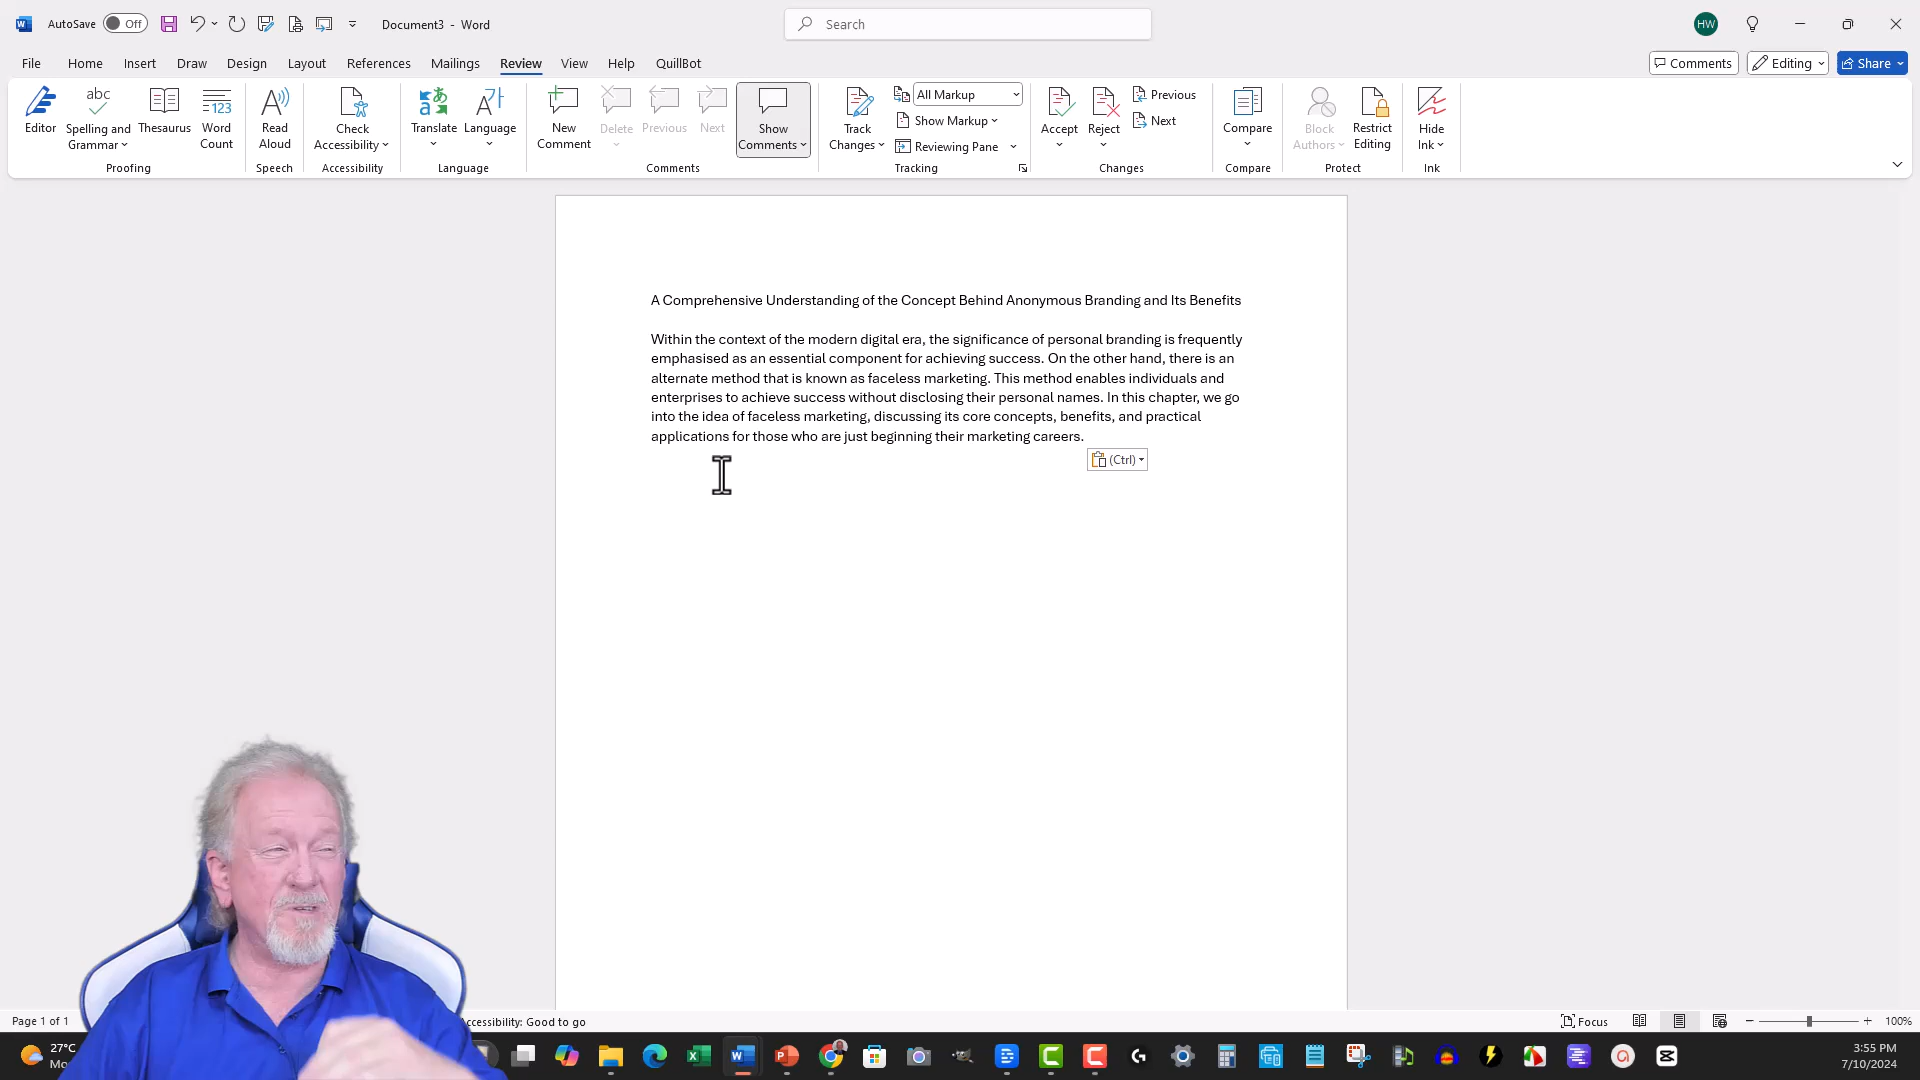 AutoSave Off Document3 - Word Search HW
File Home Insert Draw Design Layout References Mailings Review View Help QuillBot Comments Editing Share
Editor
Spelling and Grammar
Thesaurus
Word Count
Proofing
Read Aloud
Speech
Check Accessibility
Accessibility
Translate
Language
Language
New Comment
Delete
Previous
Next
Show Comments
Comments
Track Changes
All Markup
Show Markup
Reviewing Pane
Tracking
Accept
Reject
Previous
Next
Changes
Compare
Compare
Block Authors
Restrict Editing
Protect
Hide Ink
Ink
A Comprehensive Understanding of the Concept Behind Anonymous Branding and Its Benefits
Within the context of the modern digital era, the significance of personal branding is frequently
emphasised as an essential component for achieving success. On the other hand, there is an
alternate method that is known as faceless marketing. This method enables individuals and
enterprises to achieve success without disclosing their personal names. In this chapter, we go
into the idea of faceless marketing, discussing its core concepts, benefits, and practical
applications for those who are just beginning their marketing careers.
(Ctrl)
Page 1 of 1 ccessibility: Good to go Focus 100%
27°C
3:55 PM
7/10/2024